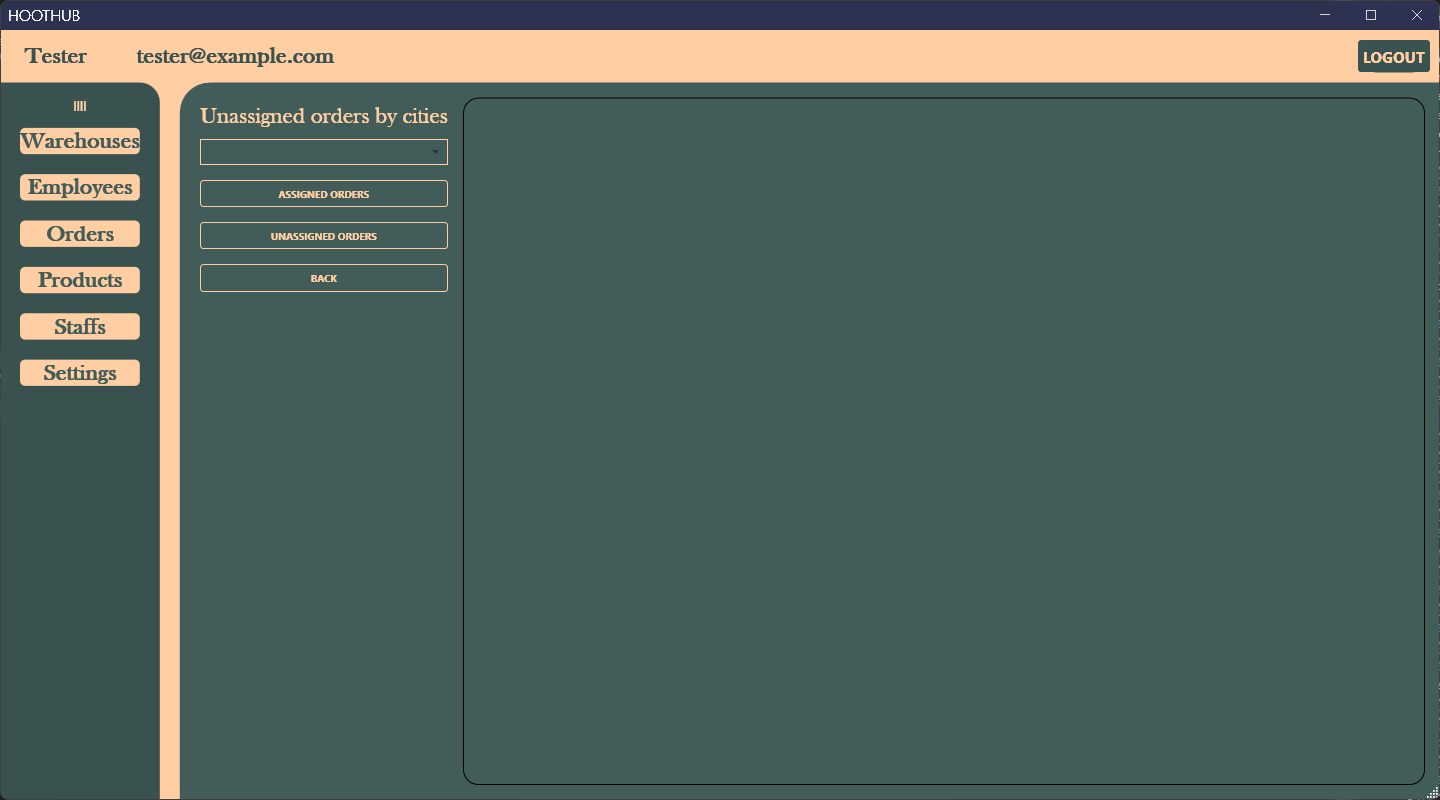 HOOTHUB
Tester tester@example.com LOGOUT
Warehouses
Employees
Orders
Products
Staffs
Settings
Unassigned orders by cities
ASSIGNED ORDERS
UNASSIGNED ORDERS
BACK